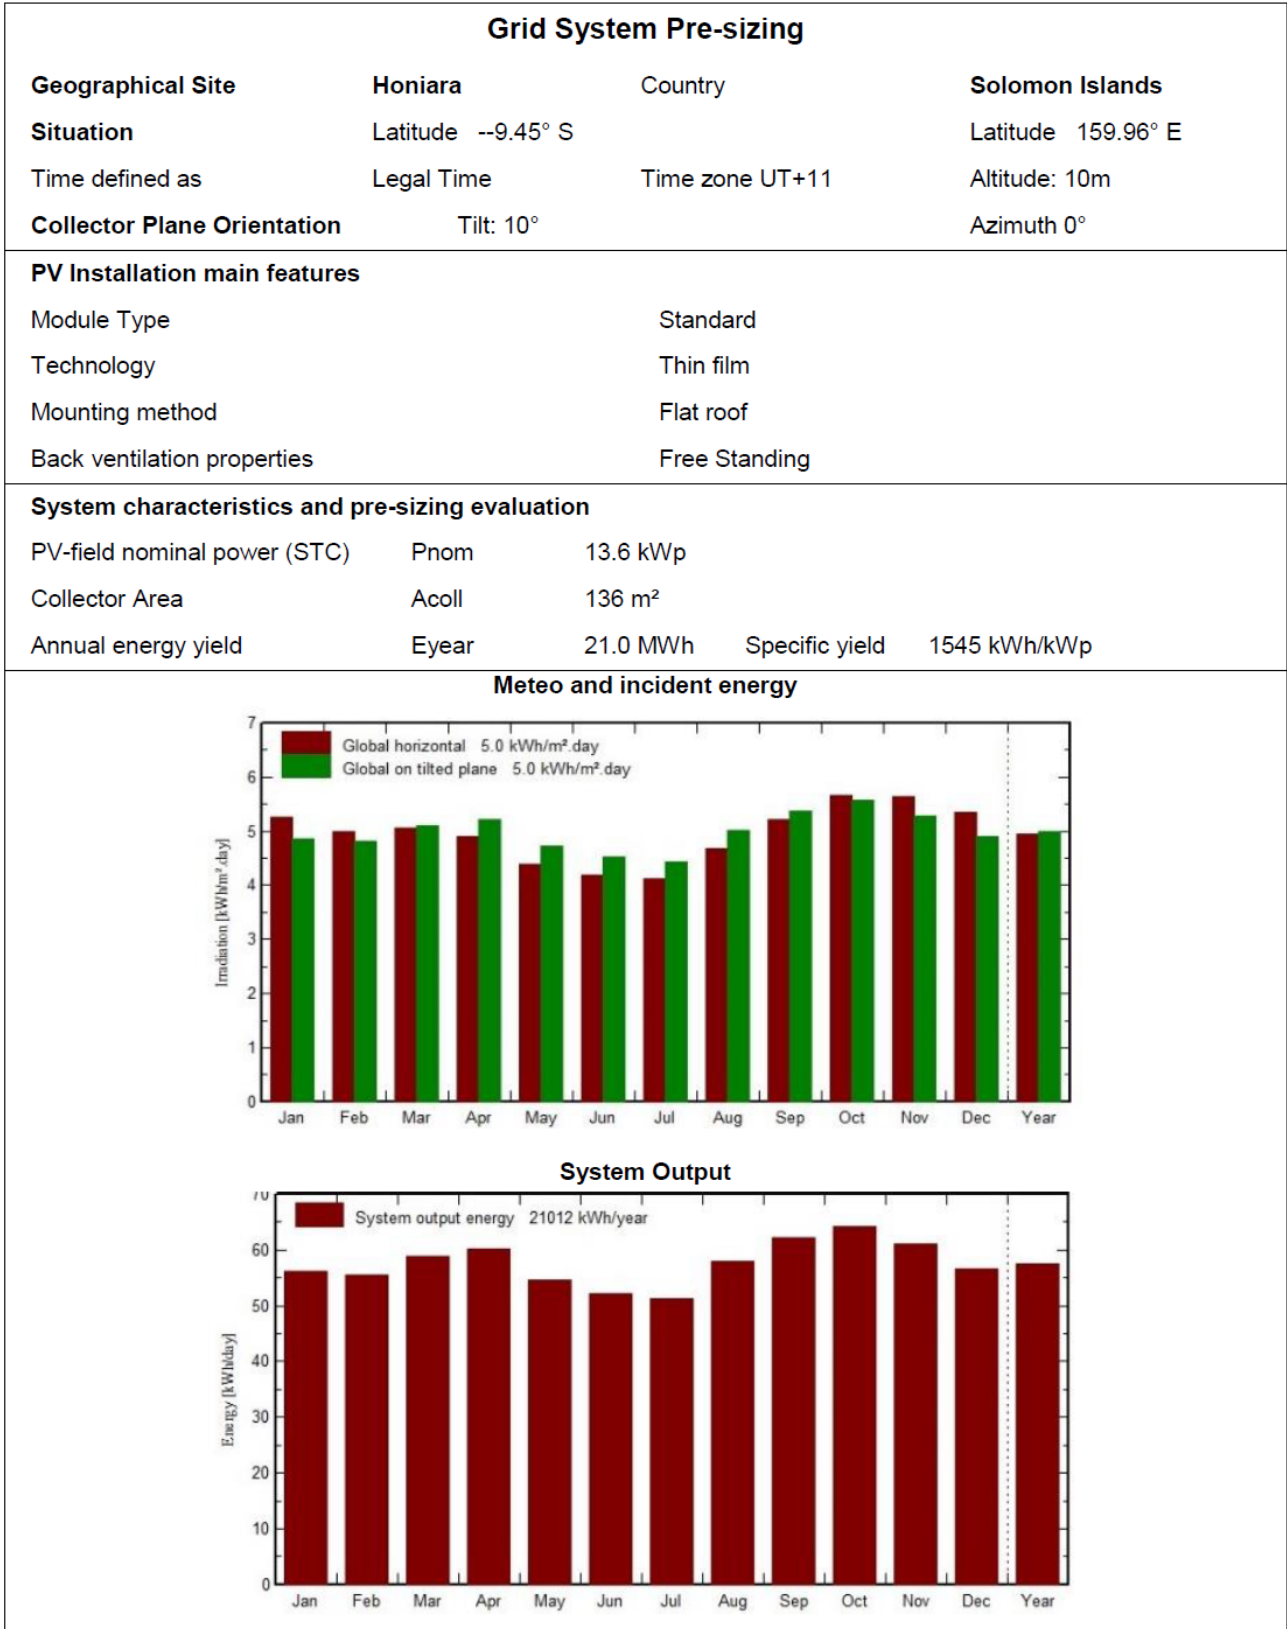 Grid System Pre-sizing
Geographical Site Honiara Country Solomon Islands
Situation Latitude --9.45° S Latitude 159.96° E
Time defined as Legal Time Time zone UT+11 Altitude: 10m
Collector Plane Orientation Tilt: 10° Azimuth 0°
PV Installation main features
Module Type Standard
Technology Thin film
Mounting method Flat roof
Back ventilation properties Free Standing
System characteristics and pre-sizing evaluation
PV-field nominal power (STC) Pnom 13.6 kWp
Collector Area Acoll 136 m²
Annual energy yield Eyear 21.0 MWh Specific yield 1545 kWh/kWp
Meteo and incident energy
7
Global horizontal 5.0 kWh/m².day
Global on tilted plane 5.0 kWh/m².day
6
5
4
3
2
1
0
Irradiation [kWh/m².day]
Jan Feb Mar Apr May Jun Jul Aug Sep Oct Nov Dec Year
System Output
70
System output energy 21012 kWh/year
60
50
40
30
20
10
0
Energy [kWh/day]
Jan Feb Mar Apr May Jun Jul Aug Sep Oct Nov Dec Year